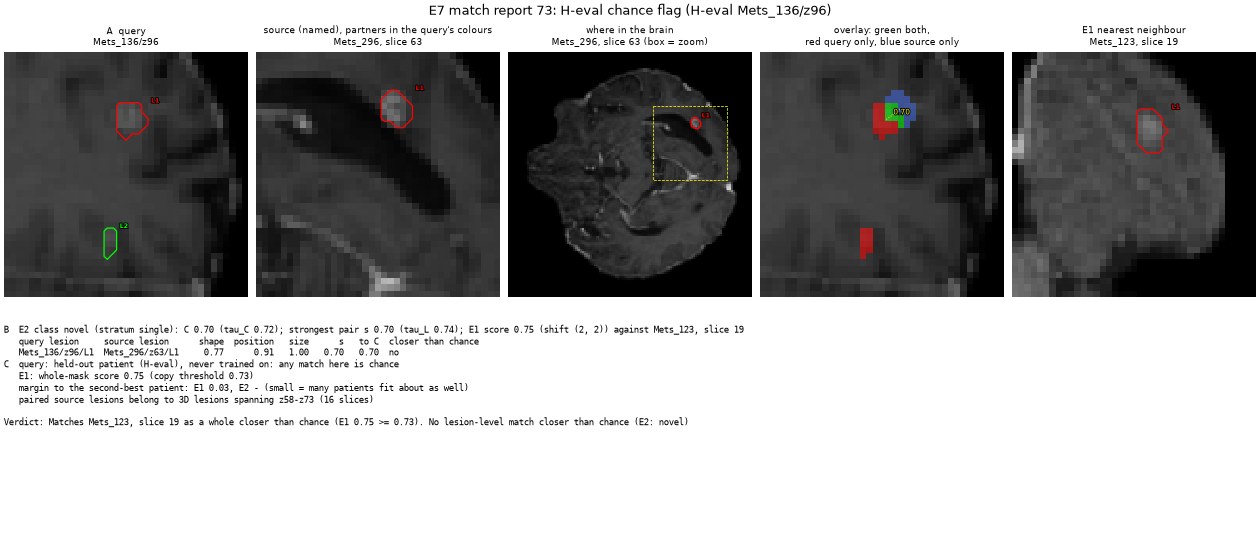 E7 match report 73: H-eval chance flag (H-eval Mets_136/z96)
A  query
Mets_136/z96
source (named), partners in the query's colours
Mets_296, slice 63
where in the brain
Mets_296, slice 63 (box = zoom)
overlay: green both,
red query only, blue source only
E1 nearest neighbour
Mets_123, slice 19
L1
L2
L1
L1
0.70
L1
B  E2 class novel (stratum single): C 0.70 (tau_C 0.72); strongest pair s 0.70 (tau_L 0.74); E1 score 0.75 (shift (2, 2)) against Mets_123, slice 19
query lesion     source lesion      shape  position   size      s   to C  closer than chance
Mets_136/z96/L1  Mets_296/z63/L1     0.77      0.91   1.00   0.70   0.70  no
C  query: held-out patient (H-eval), never trained on: any match here is chance
E1: whole-mask score 0.75 (copy threshold 0.73)
margin to the second-best patient: E1 0.03, E2 - (small = many patients fit about as well)
paired source lesions belong to 3D lesions spanning z58-z73 (16 slices)
Verdict: Matches Mets_123, slice 19 as a whole closer than chance (E1 0.75 >= 0.73). No lesion-level match closer than chance (E2: novel)